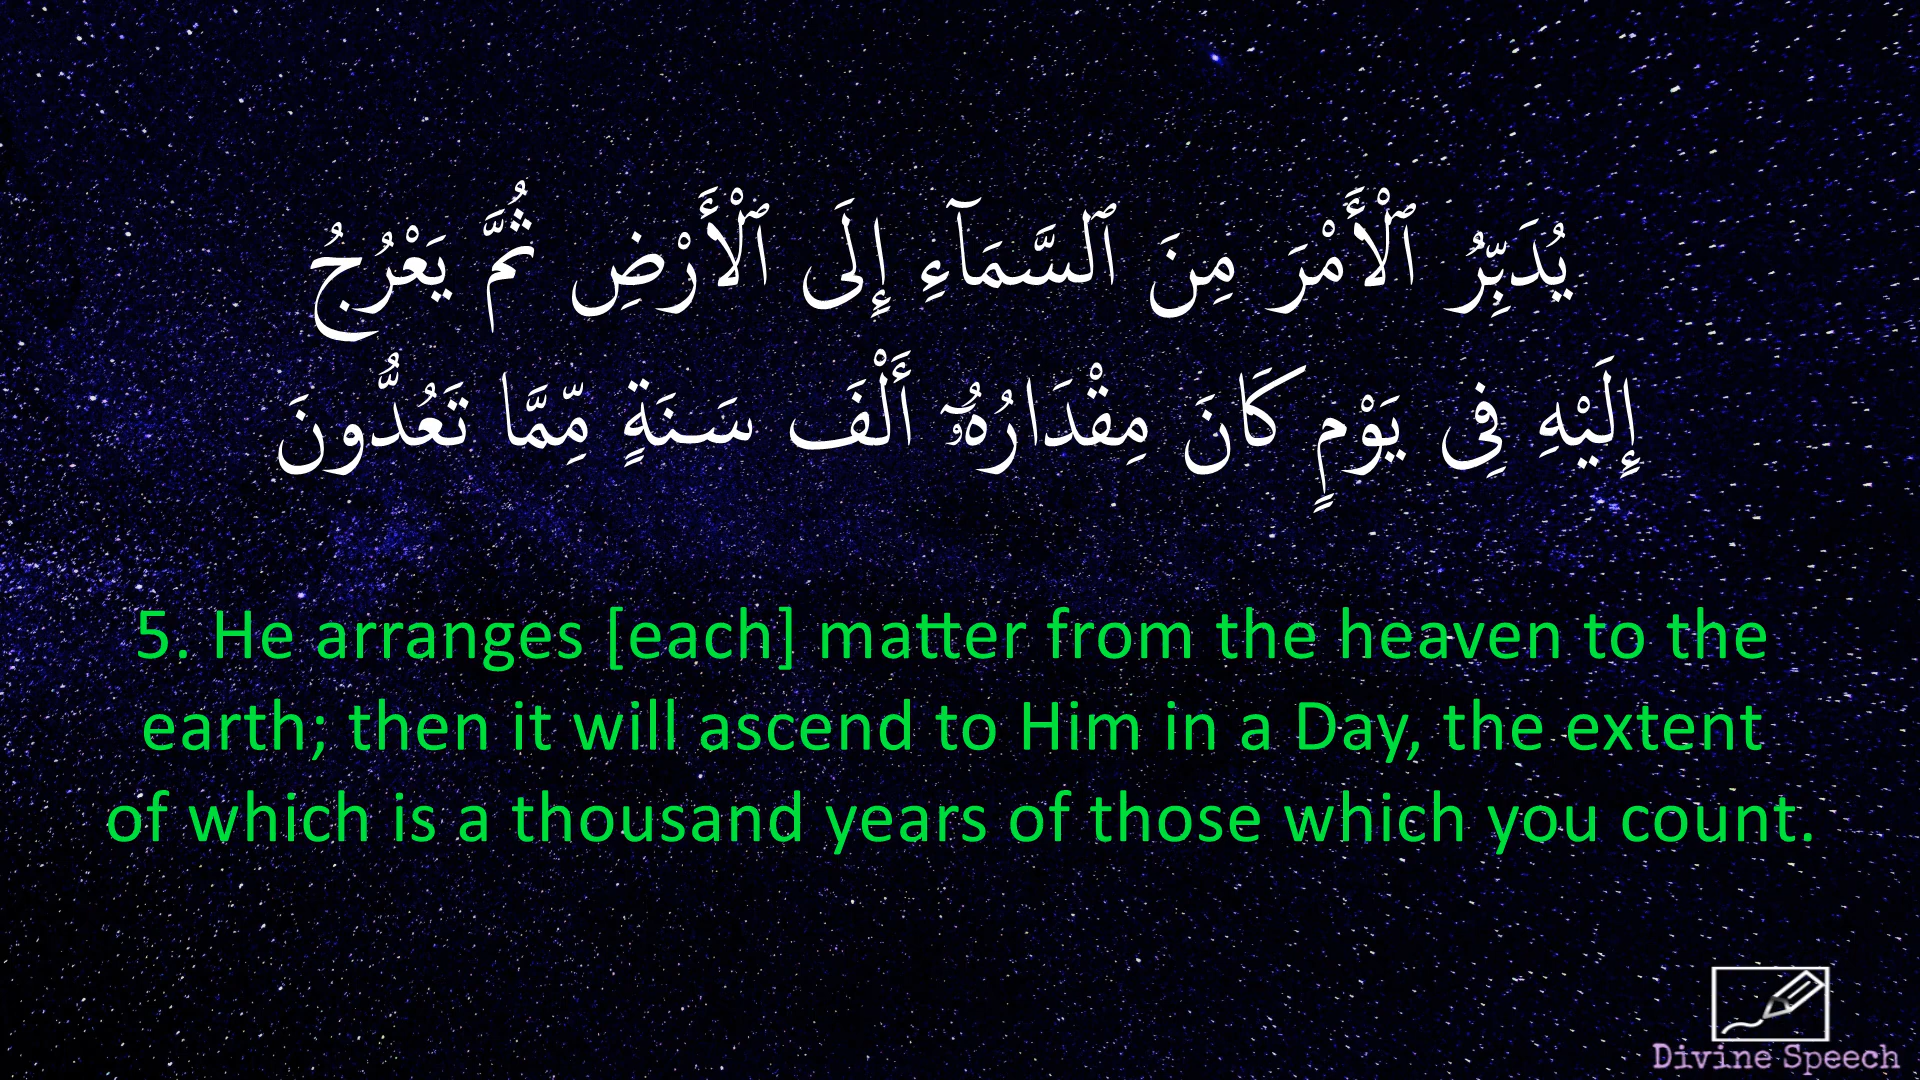 يُدَبِّرُ ٱلْأَمْرَ مِنَ ٱلسَّمَآءِ إِلَى ٱلْأَرْضِ ثُمَّ يَعْرُجُ
إِلَيْهِ فِى يَوْمٍ كَانَ مِقْدَارُهُۥٓ أَلْفَ سَنَةٍ مِّمَّا تَعُدُّونَ
5. He arranges [each] matter from the heaven to the
earth; then it will ascend to Him in a Day, the extent
of which is a thousand years of those which you count.
Divine Speech